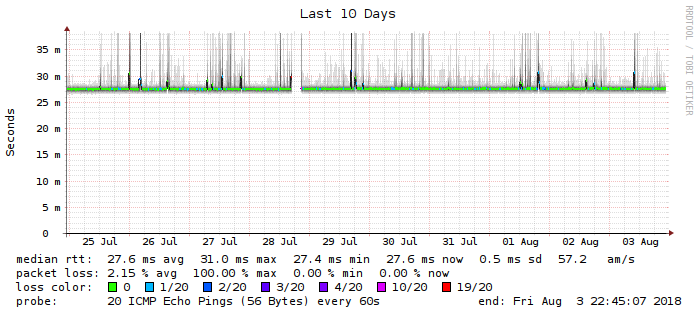 Last 10 Days
RRDTOOL / TOBI OETIKER
Seconds
35 m
30 m
25 m
20 m
15 m
10 m
5 m
0
25 Jul 26 Jul 27 Jul 28 Jul 29 Jul 30 Jul 31 Jul 01 Aug 02 Aug 03 Aug
median rtt: 27.6 ms avg 31.0 ms max 27.4 ms min 27.6 ms now 0.5 ms sd 57.2 am/s
packet loss: 2.15 % avg 100.00 % max 0.00 % min 0.00 % now
loss color: 0 1/20 2/20 3/20 4/20 10/20 19/20
probe: 20 ICMP Echo Pings (56 Bytes) every 60s end: Fri Aug 3 22:45:07 2018